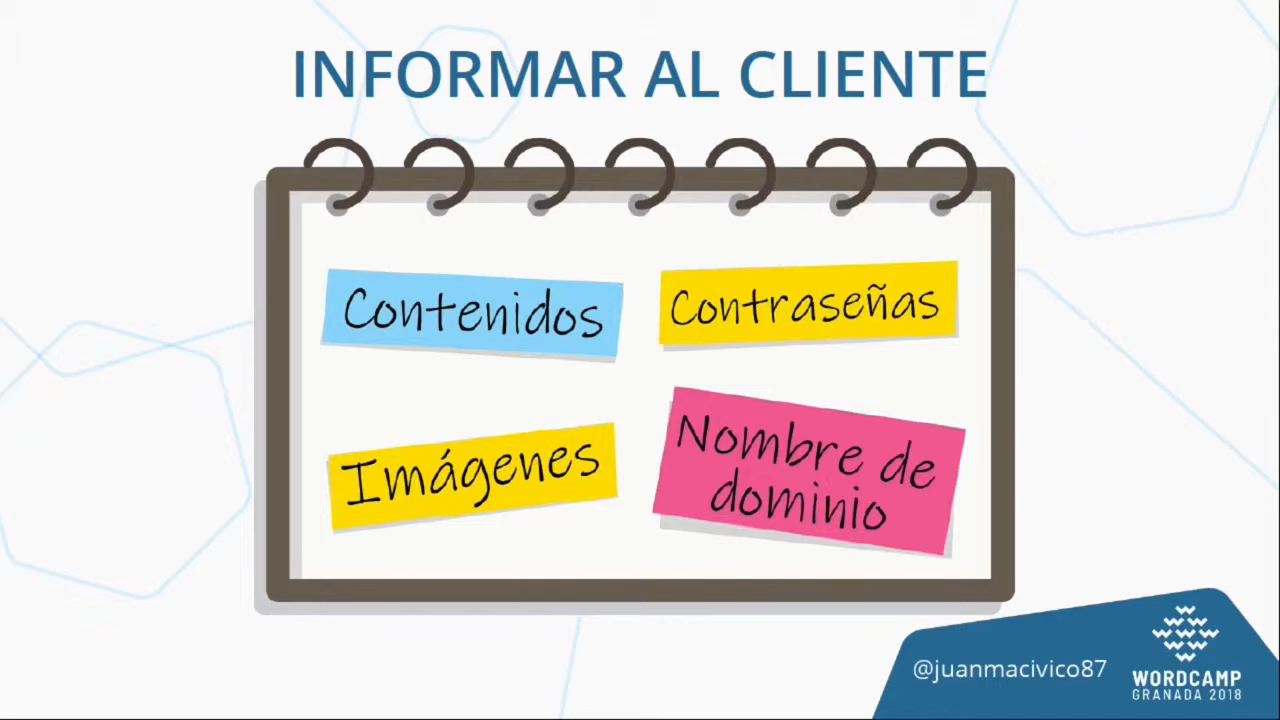 INFORMAR AL CLIENTE
Contenidos
Contraseñas
Imágenes
Nombre de
dominio
@juanmacivico87
WORDCAMP
GRANADA 2018